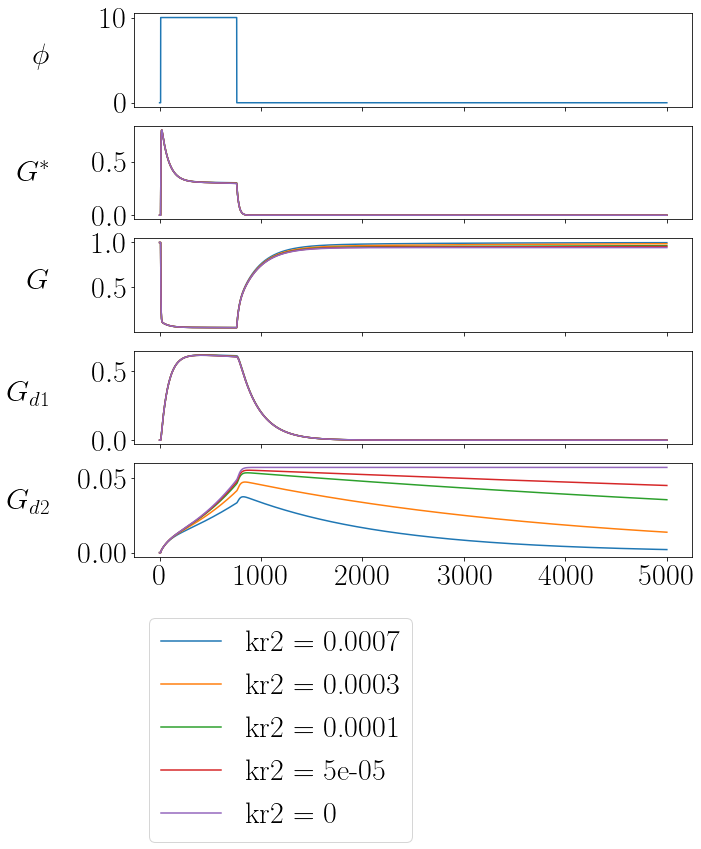 10
ϕ
0
0.5
G*
0.0
1.0
G
0.5
0.5
G_{d1}
0.0
0.05
G_{d2}
0.00
0 1000 2000 3000 4000 5000
kr2 = 0.0007
kr2 = 0.0003
kr2 = 0.0001
kr2 = 5e-05
kr2 = 0